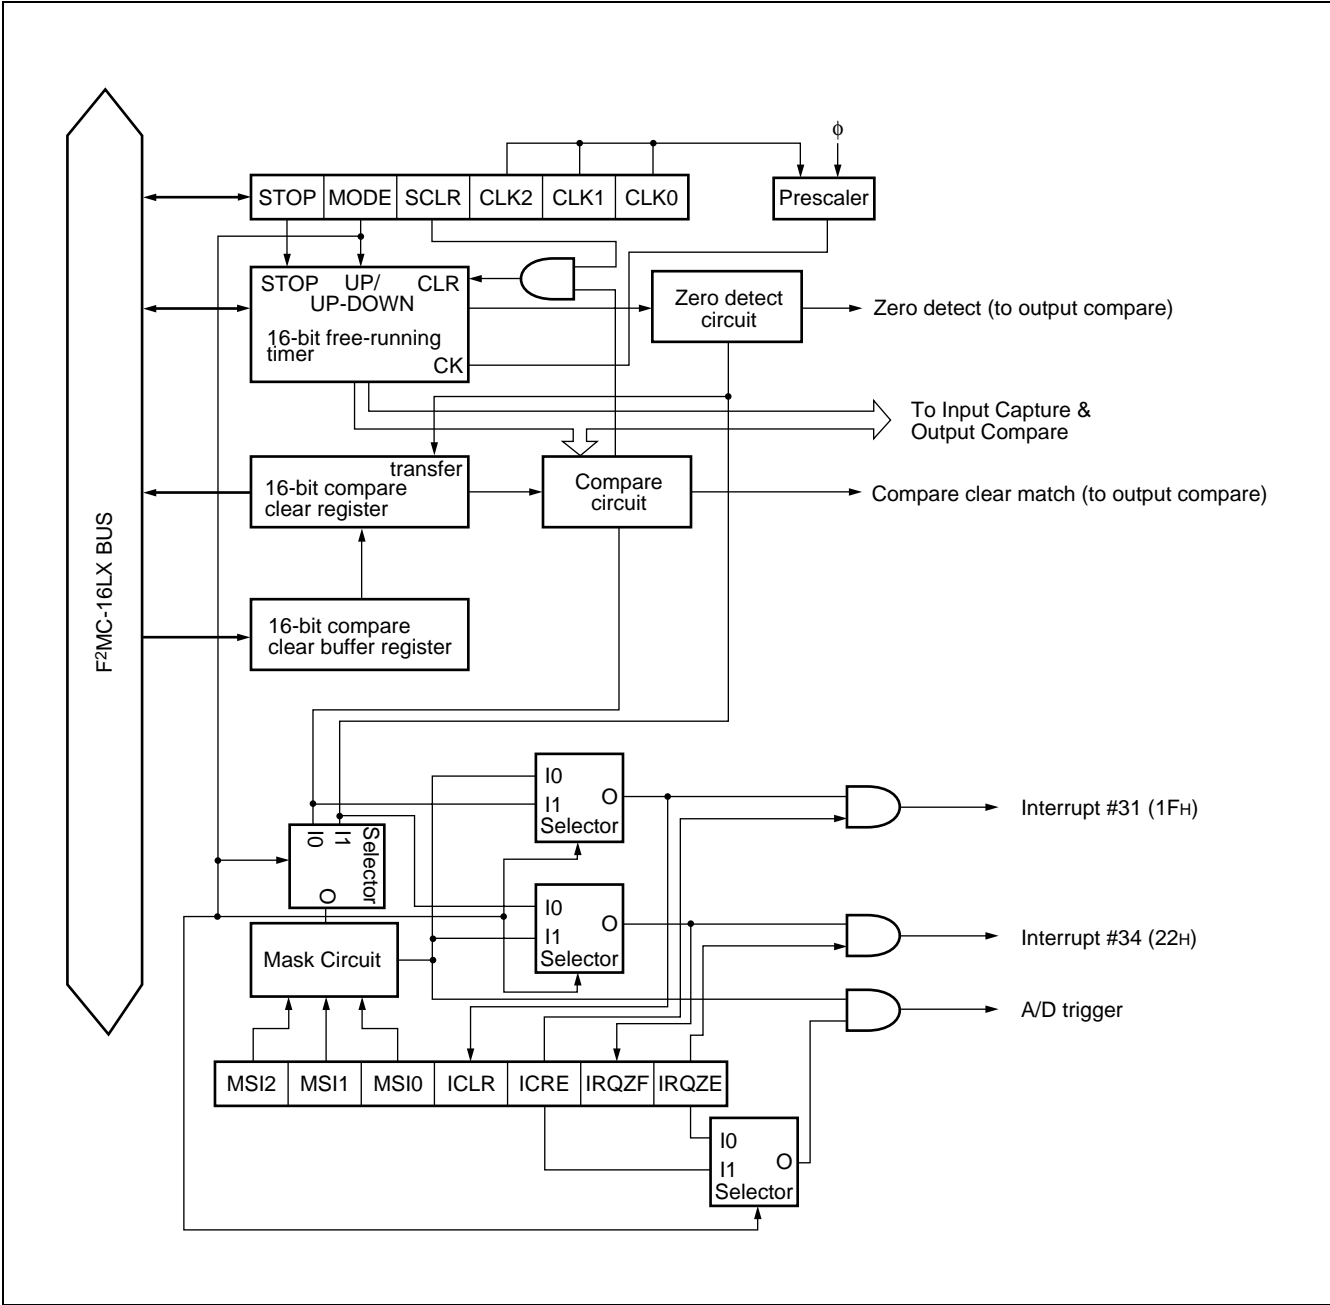 ϕ
STOP MODE SCLR CLK2 CLK1 CLK0
Prescaler
STOP UP/ CLR
UP-DOWN
16-bit free-running
timer
CK
Zero detect
circuit
Zero detect (to output compare)
To Input Capture &
Output Compare
transfer
16-bit compare
clear register
Compare
circuit
Compare clear match (to output compare)
F²MC-16LX BUS
16-bit compare
clear buffer register
I0
I1
O
Selector
Interrupt #31 (1FH)
I0
I1
Selector
O
I0
I1
O
Selector
Interrupt #34 (22H)
Mask Circuit
A/D trigger
MSI2 MSI1 MSI0 ICLR ICRE IRQZF IRQZE
I0
I1
O
Selector